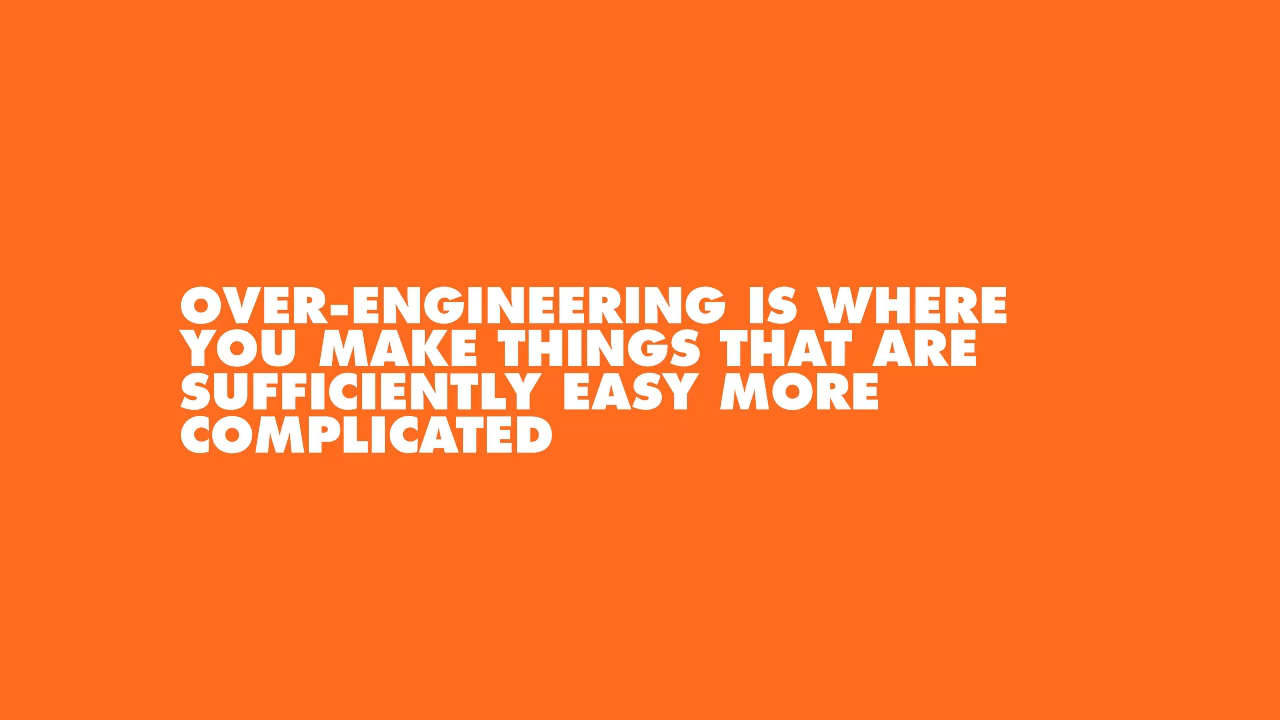 OVER-ENGINEERING IS WHERE
YOU MAKE THINGS THAT ARE
SUFFICIENTLY EASY MORE
COMPLICATED